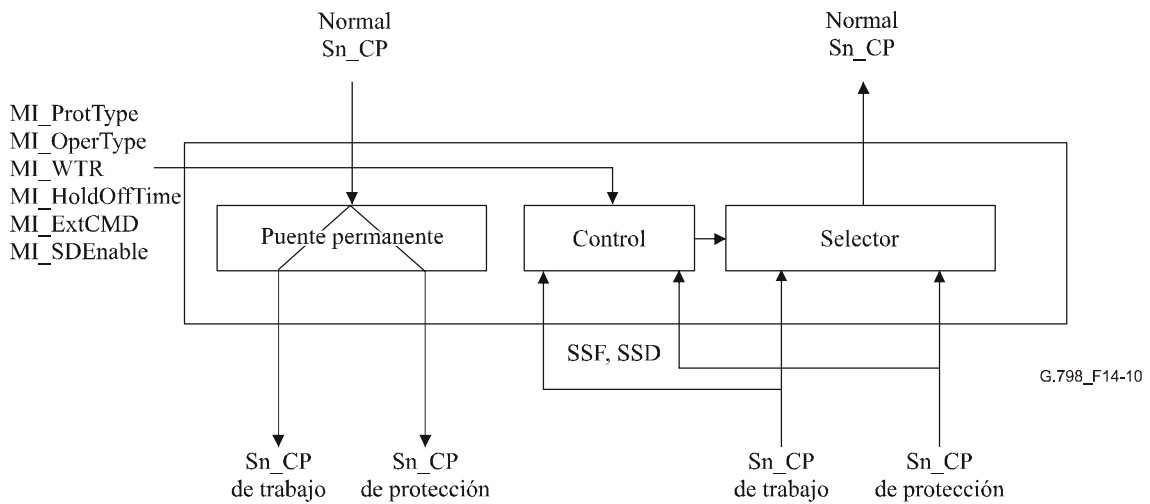 Normal
Sn_CP
Normal
Sn_CP
MI_ProtType
MI_OperType
MI_WTR
MI_HoldOffTime
MI_ExtCMD
MI_SDEnable
Puente permanente
Control
Selector
SSF, SSD
G.798_F14-10
Sn_CP
de trabajo
Sn_CP
de protección
Sn_CP
de trabajo
Sn_CP
de protección